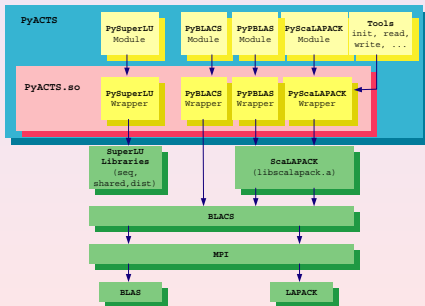 PyACTS
PySuperLU
Module
PyBLACS
Module
PyPBLAS
Module
PyScaLAPACK
Module
Tools
init, read,
write, ...
PyACTS.so
PySuperLU
Wrapper
PyBLACS
Wrapper
PyPBLAS
Wrapper
PyScaLAPACK
Wrapper
SuperLU
Libraries
(seq,
shared,dist)
ScaLAPACK
(libscalapack.a)
BLACS
MPI
BLAS
LAPACK